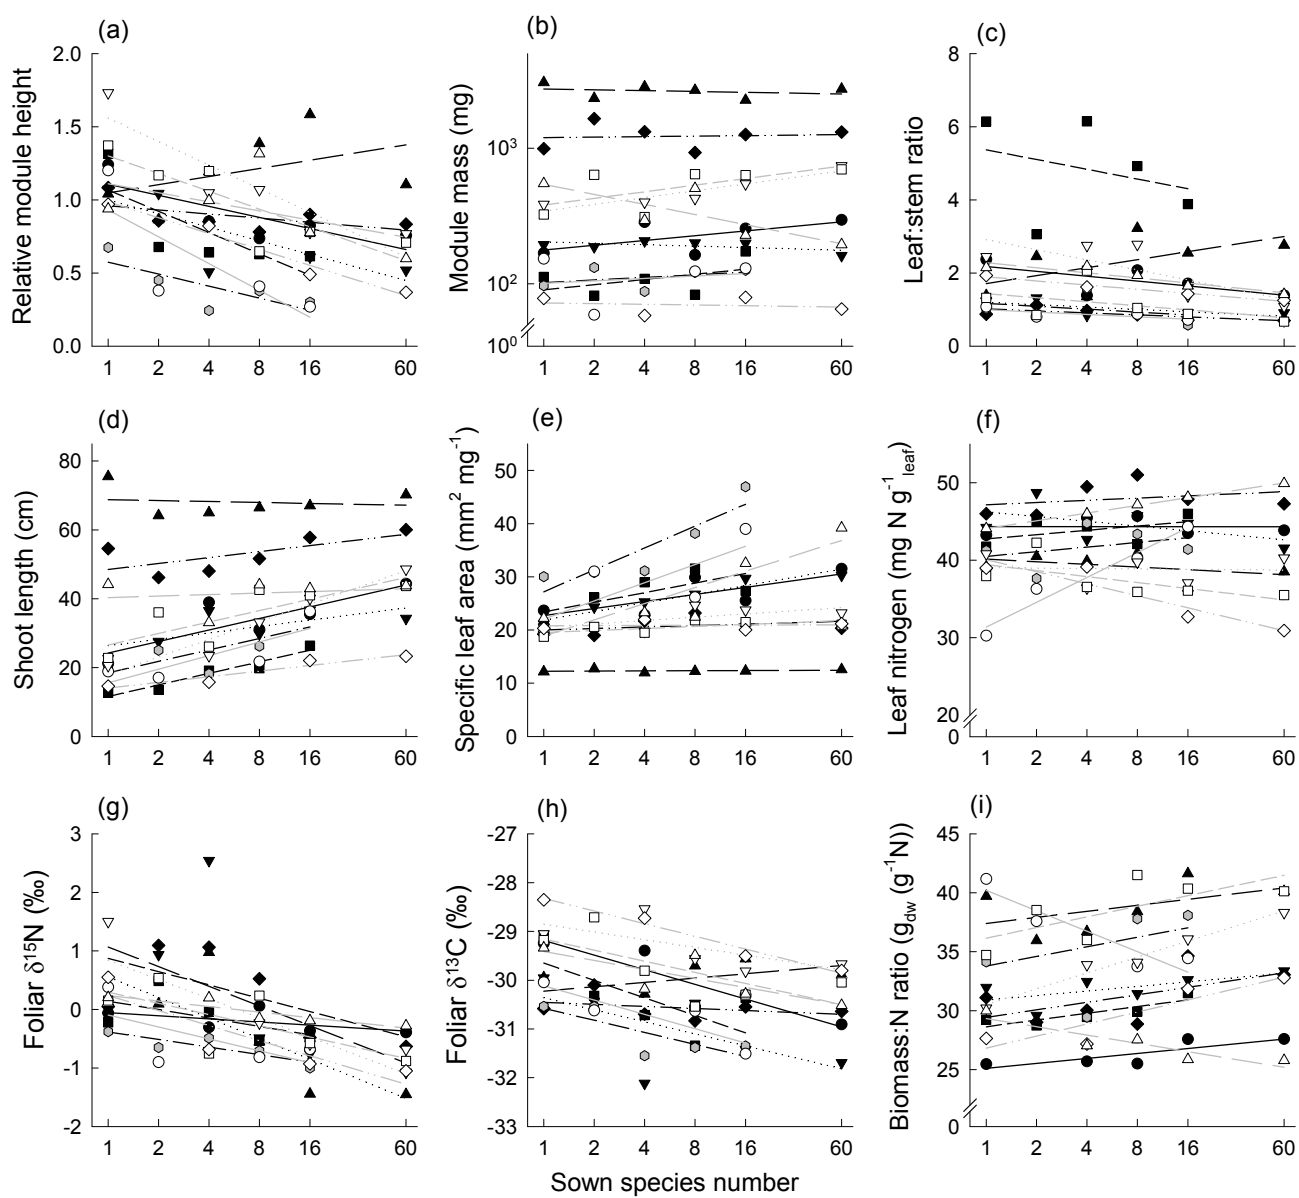 (a)
(b)
(c)
2.0
1.5
1.0
0.5
0.0
Relative module height
1 2 4 8 16 60
10³
10²
10⁰
Module mass (mg)
1 2 4 8 16 60
8
6
4
2
0
Leaf:stem ratio
1 2 4 8 16 60
(d)
(e)
(f)
80
60
40
20
0
Shoot length (cm)
1 2 4 8 16 60
50
40
30
20
10
0
Specific leaf area (mm² mg⁻¹)
1 2 4 8 16 60
50
40
30
20
0
Leaf nitrogen (mg N g⁻¹leaf)
1 2 4 8 16 60
(g)
(h)
(i)
3
2
1
0
-1
-2
Foliar δ¹⁵N (‰)
1 2 4 8 16 60
-27
-28
-29
-30
-31
-32
-33
Foliar δ¹³C (‰)
1 2 4 8 16 60
45
40
35
30
25
0
Biomass:N ratio (gdw (g⁻¹N))
1 2 4 8 16 60
Sown species number